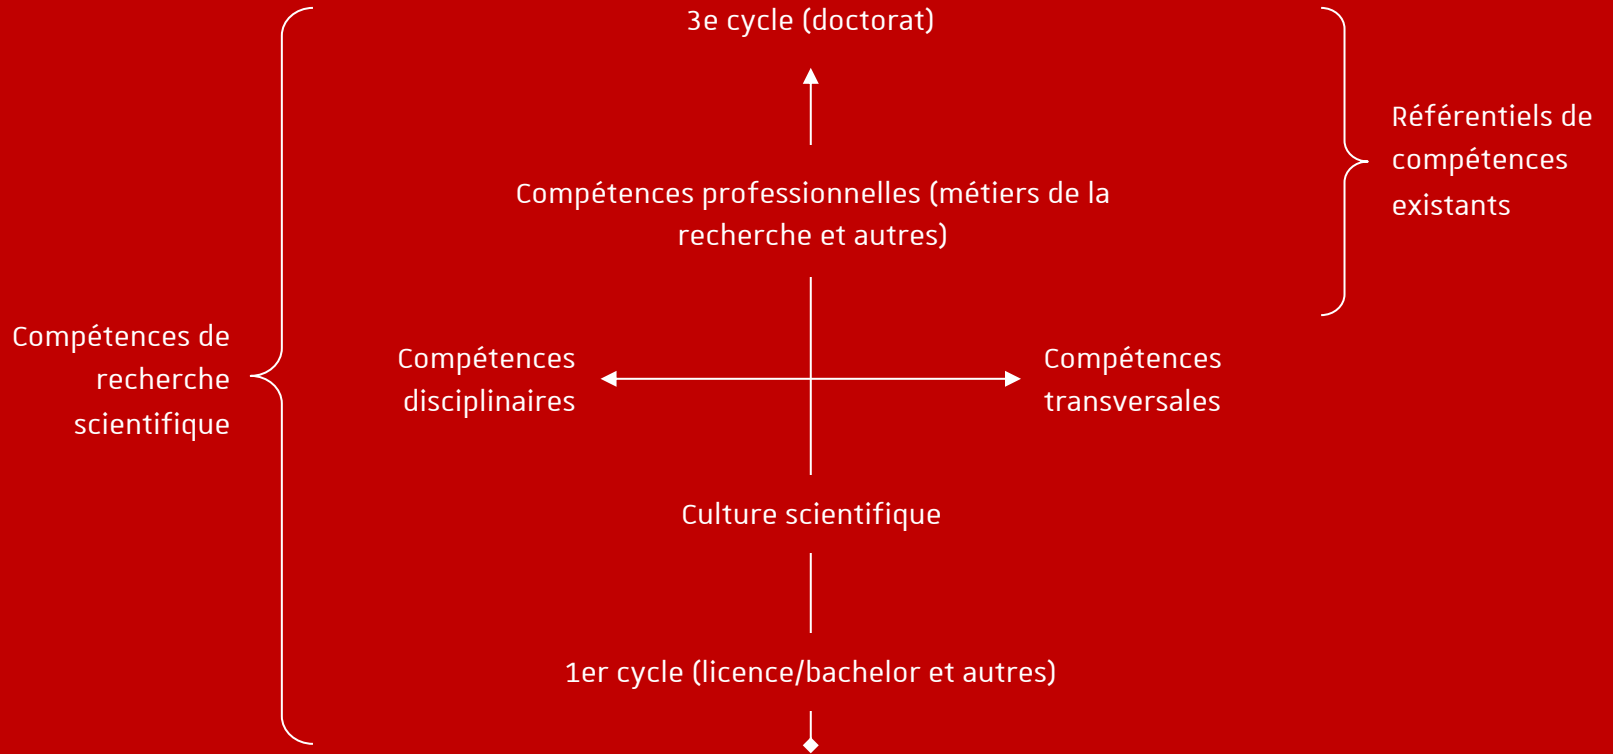 3e cycle (doctorat)
Référentiels de
compétences
existants
Compétences professionnelles (métiers de la
recherche et autres)
Compétences de
recherche
scientifique
Compétences
disciplinaires
Compétences
transversales
Culture scientifique
1er cycle (licence/bachelor et autres)